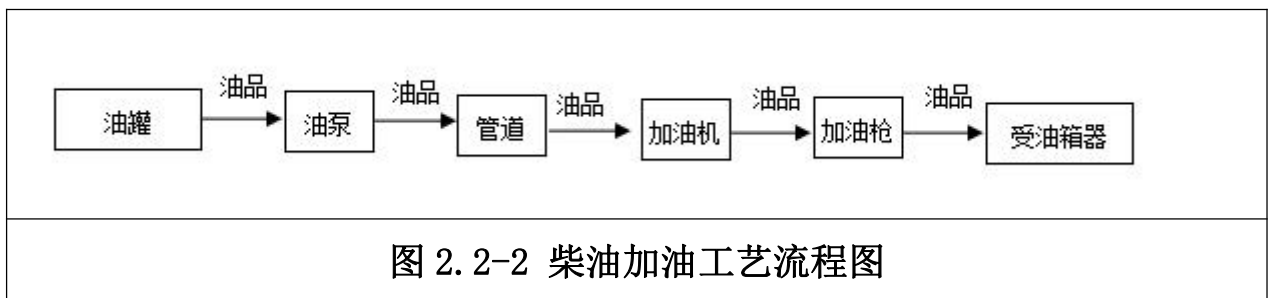 油品 油品 油品 油品 油品
油罐 油泵 管道 加油机 加油枪 受油箱器
图 2.2-2 柴油加油工艺流程图